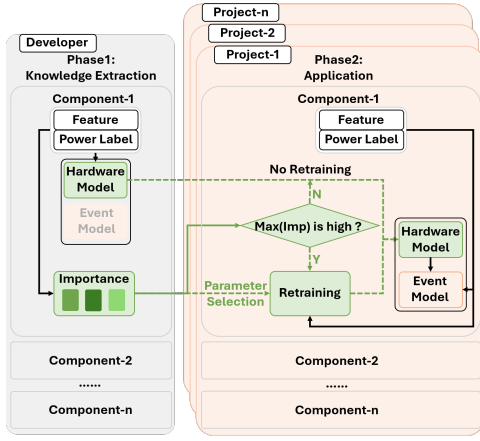 Project-n
Project-2
Project-1
Developer
Phase1:
Knowledge Extraction
Component-1
Feature
Power Label
Hardware
Model
Event
Model
Importance
Component-2
......
Component-n
Phase2:
Application
Component-1
Feature
Power Label
No Retraining
N
Max(Imp) is high ?
Y
Parameter
Selection
Retraining
Hardware
Model
Event
Model
Component-2
......
Component-n